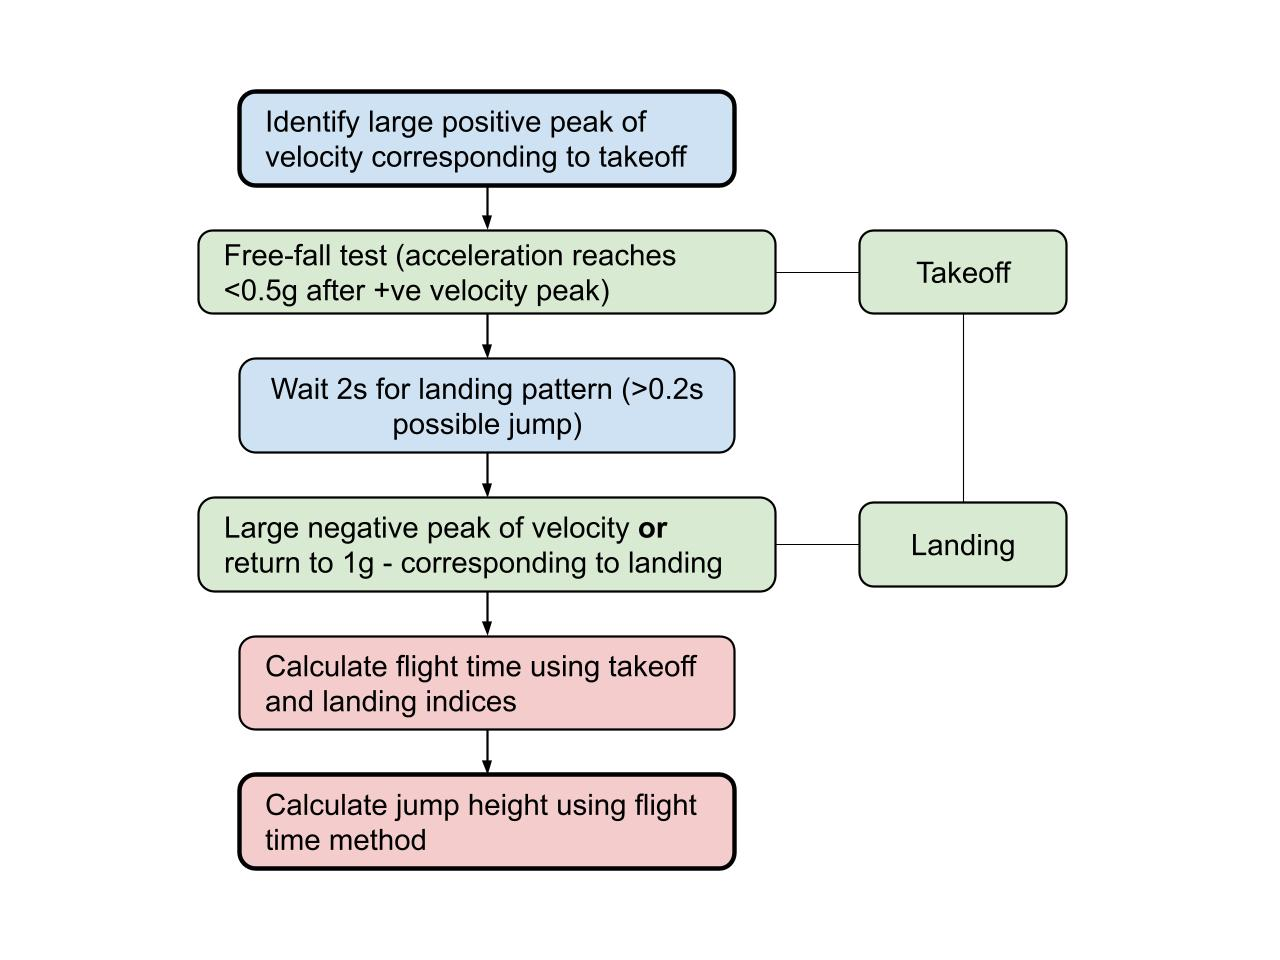 Identify large positive peak of
velocity corresponding to takeoff
Free-fall test (acceleration reaches
<0.5g after +ve velocity peak)
Takeoff
Wait 2s for landing pattern (>0.2s
possible jump)
Large negative peak of velocity or
return to 1g - corresponding to landing
Landing
Calculate flight time using takeoff
and landing indices
Calculate jump height using flight
time method